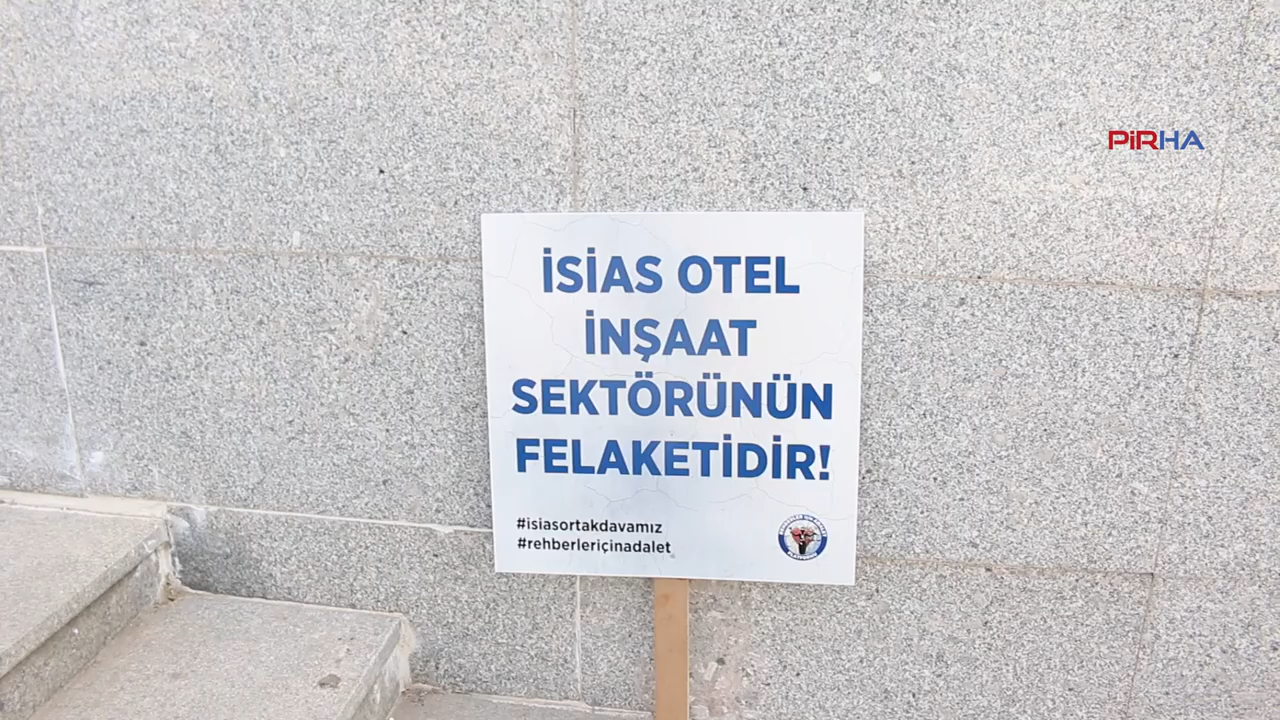 PİRHA
İSİAS OTEL
İNŞAAT
SEKTÖRÜNÜN
FELAKETİDİR!
#isiasortakdavamız
#rehberleriçinadalet